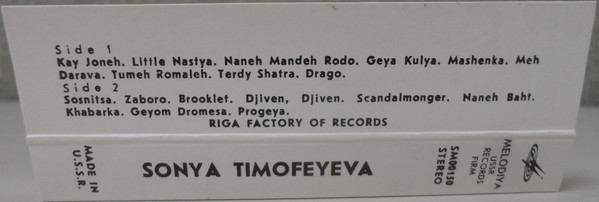 Side 1
Kay Joneh. Little Nastya. Naneh Mandeh Rodo. Geya Kulya. Mashenka. Meh
Darava. Tumeh Romaleh. Terdy Shatra. Drago.
Side 2
Sosnitsa. Zaboro. Brooklet. Djiven, Djiven. Scandalmonger. Naneh Baht.
Khabarka. Geyom Dromesa. Progeya.
RIGA FACTORY OF RECORDS
MADE IN
U.S.S.R.
SONYA TIMOFEYEVA
SM00150
STEREO
MELODIYA
USSR
RECORDS
FIRM